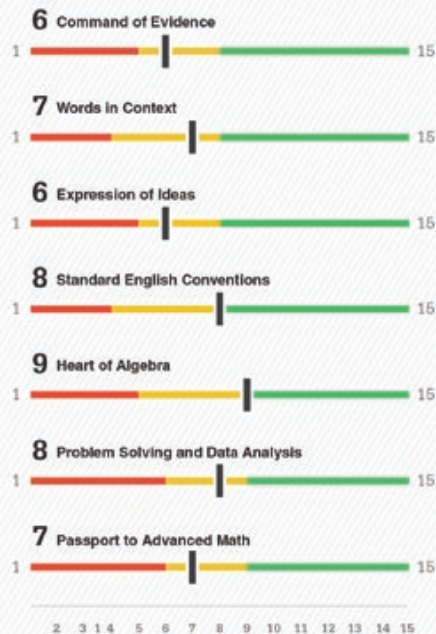 6 Command of Evidence
1 15
7 Words in Context
1 15
6 Expression of Ideas
1 15
8 Standard English Conventions
1 15
9 Heart of Algebra
1 15
8 Problem Solving and Data Analysis
1 15
7 Passport to Advanced Math
1 15
2 3 1 4 5 6 7 8 9 10 11 12 13 14 15